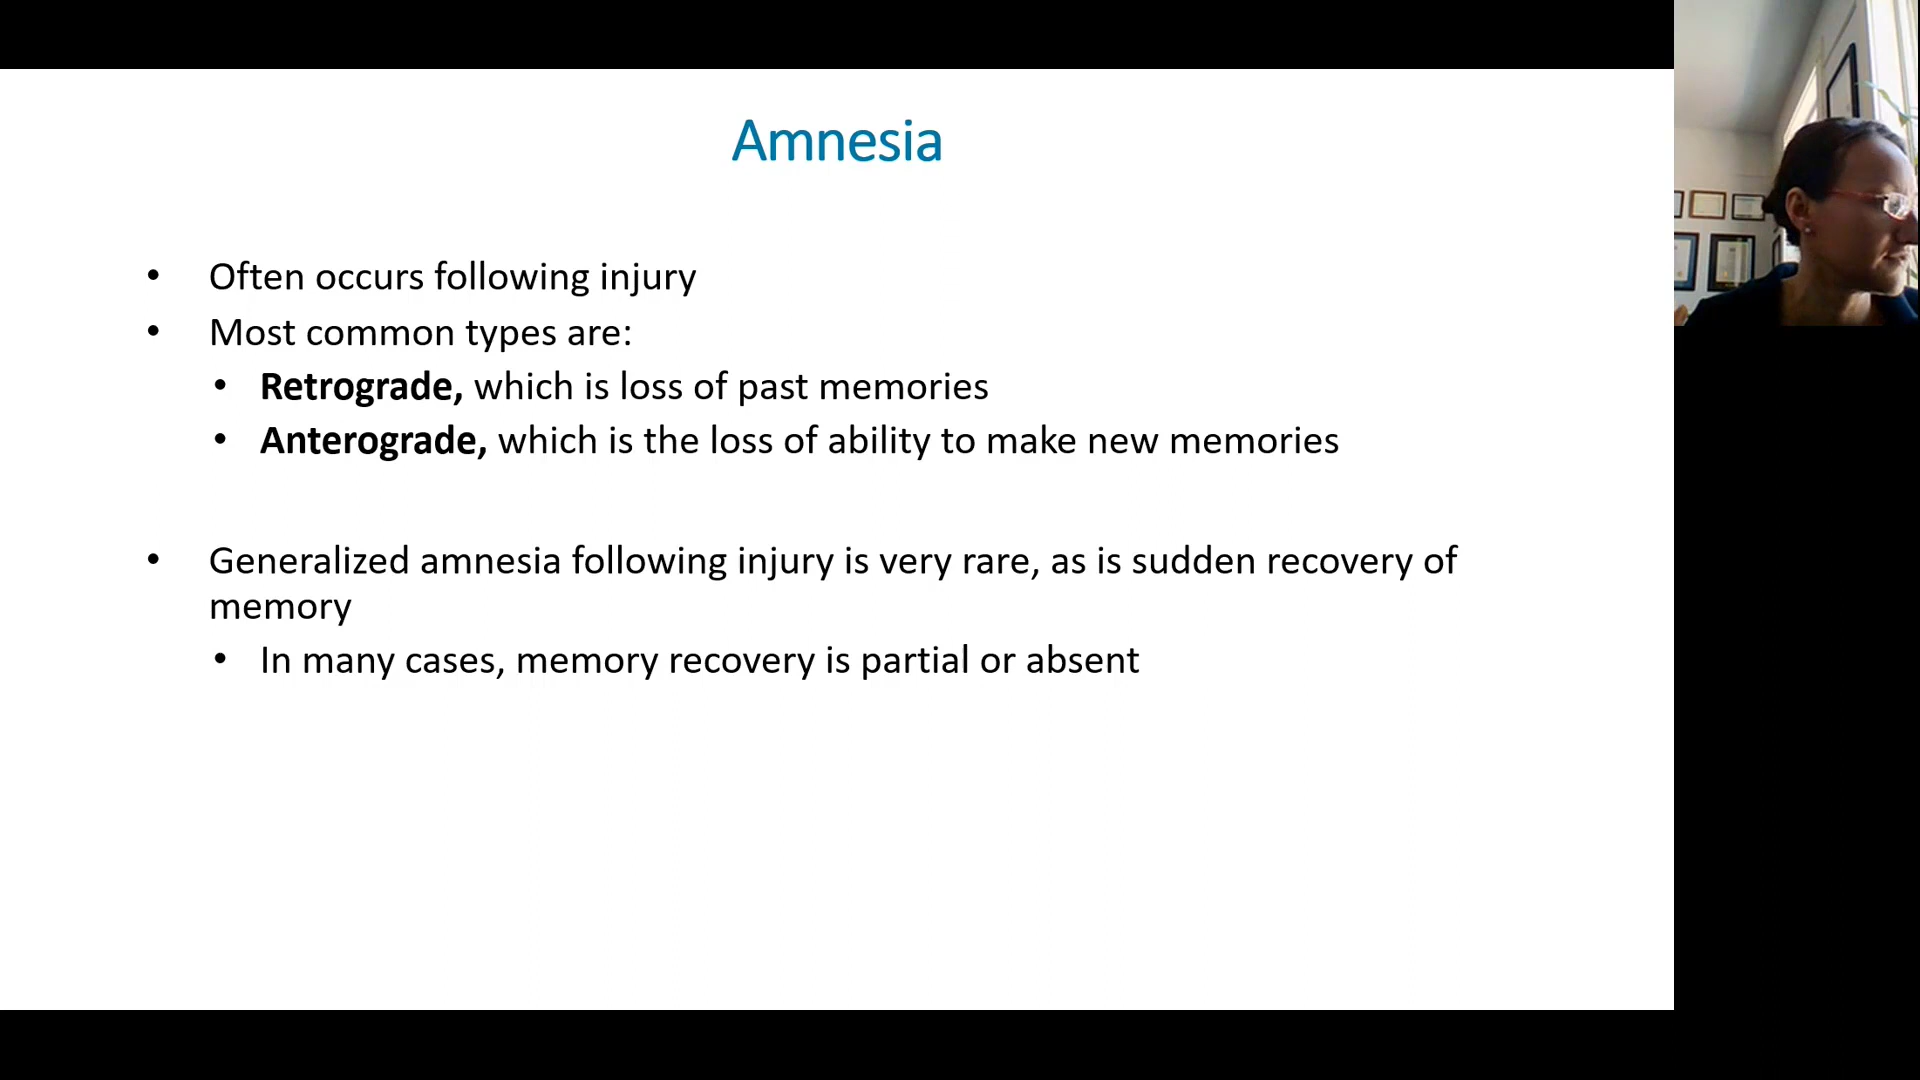 Amnesia
• Often occurs following injury
• Most common types are:
• Retrograde, which is loss of past memories
• Anterograde, which is the loss of ability to make new memories
• Generalized amnesia following injury is very rare, as is sudden recovery of
memory
• In many cases, memory recovery is partial or absent